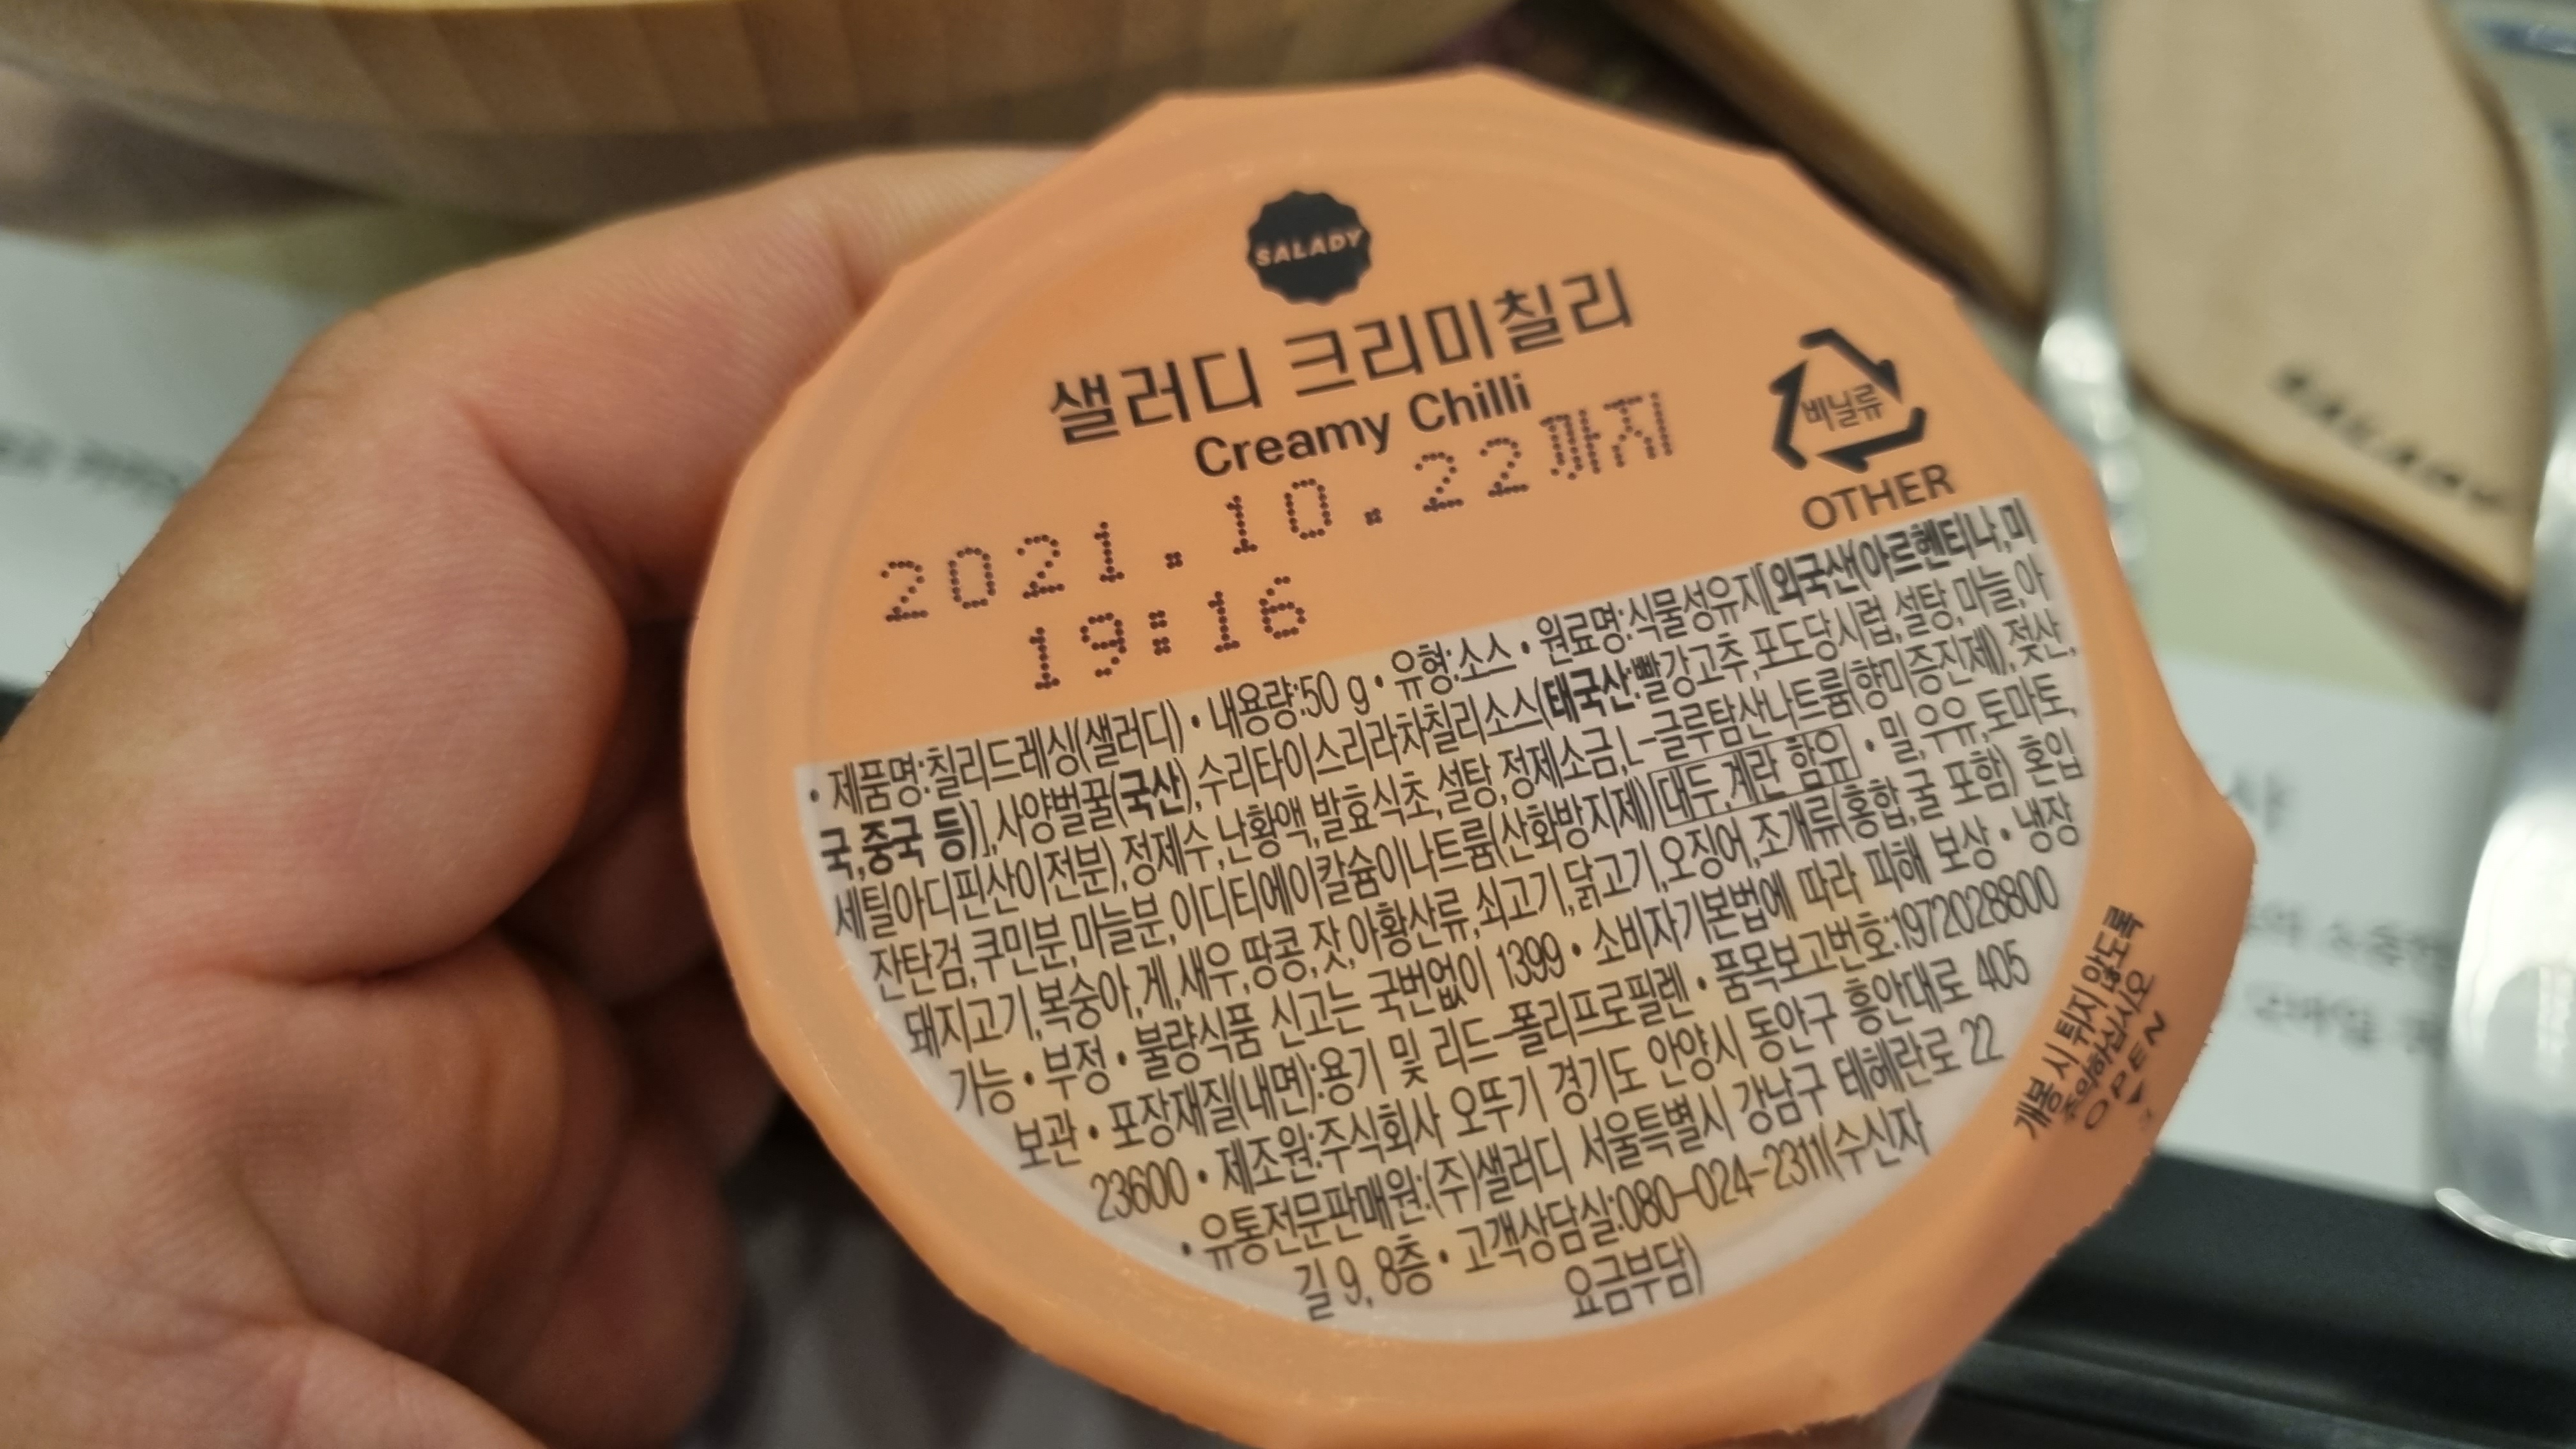 SALADY
샐러디 크리미칠리
Creamy Chilli
2021.10.22까지
19:16
비닐류
OTHER
• 제품명:칠리드레싱(샐러디) • 내용량:50 g • 유형:소스 • 원료명:식물성유지[외국산(아르헨티나,미
국,중국 등)],사양벌꿀(국산),수리타이스리라차칠리소스(태국산:빨강고추,포도당시럽,설탕,마늘,아
세틸아디핀산이전분),정제수,난황액,발효식초,설탕,정제소금,L-글루탐산나트륨(향미증진제),젖산,
잔탄검,쿠민분,마늘분,이디티에이칼슘이나트륨(산화방지제) 대두,계란 함유 • 밀,우유,토마토,
돼지고기,복숭아,게,새우,땅콩,잣,아황산류,쇠고기,닭고기,오징어,조개류(홍합,굴 포함) 혼입
가능 • 부정 • 불량식품 신고는 국번없이 1399 • 소비자기본법에 따라 피해 보상 • 냉장
보관 • 포장재질(내면):용기 및 리드-폴리프로필렌 • 품목보고번호:1972028800
23600 • 제조원:주식회사 오뚜기 경기도 안양시 동안구 흥안대로 405
• 유통전문판매원:(주)샐러디 서울특별시 강남구 테헤란로 22
길 9, 8층 • 고객상담실:080-024-2311(수신자
요금부담)
개봉 시 튀지 않도록
주의하십시오
OPEN
SALADY